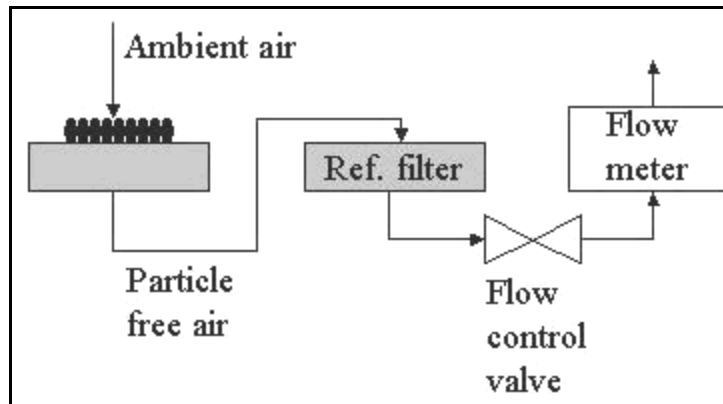 Ambient air
Ref. filter
Flow
meter
Particle
free air
Flow
control
valve